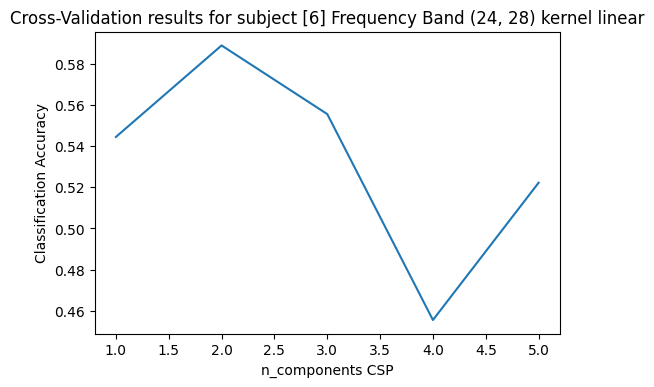 Cross-Validation results for subject [6] Frequency Band (24, 28) kernel linear
Classification Accuracy
0.58
0.56
0.54
0.52
0.50
0.48
0.46
1.0 1.5 2.0 2.5 3.0 3.5 4.0 4.5 5.0
n_components CSP